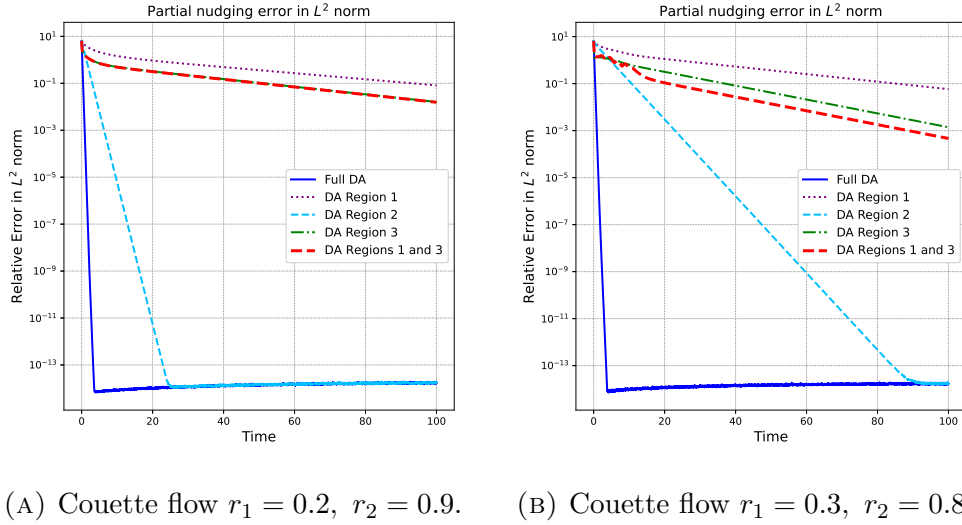 Partial nudging error in L² norm
Relative Error in L² norm
10¹
10⁻¹
10⁻³
10⁻⁵
10⁻⁷
10⁻⁹
10⁻¹¹
10⁻¹³
Full DA
DA Region 1
DA Region 2
DA Region 3
DA Regions 1 and 3
0 20 40 60 80 100
Time
(A) Couette flow r₁ = 0.2, r₂ = 0.9.
Partial nudging error in L² norm
Relative Error in L² norm
10¹
10⁻¹
10⁻³
10⁻⁵
10⁻⁷
10⁻⁹
10⁻¹¹
10⁻¹³
Full DA
DA Region 1
DA Region 2
DA Region 3
DA Regions 1 and 3
0 20 40 60 80 100
Time
(B) Couette flow r₁ = 0.3, r₂ = 0.8